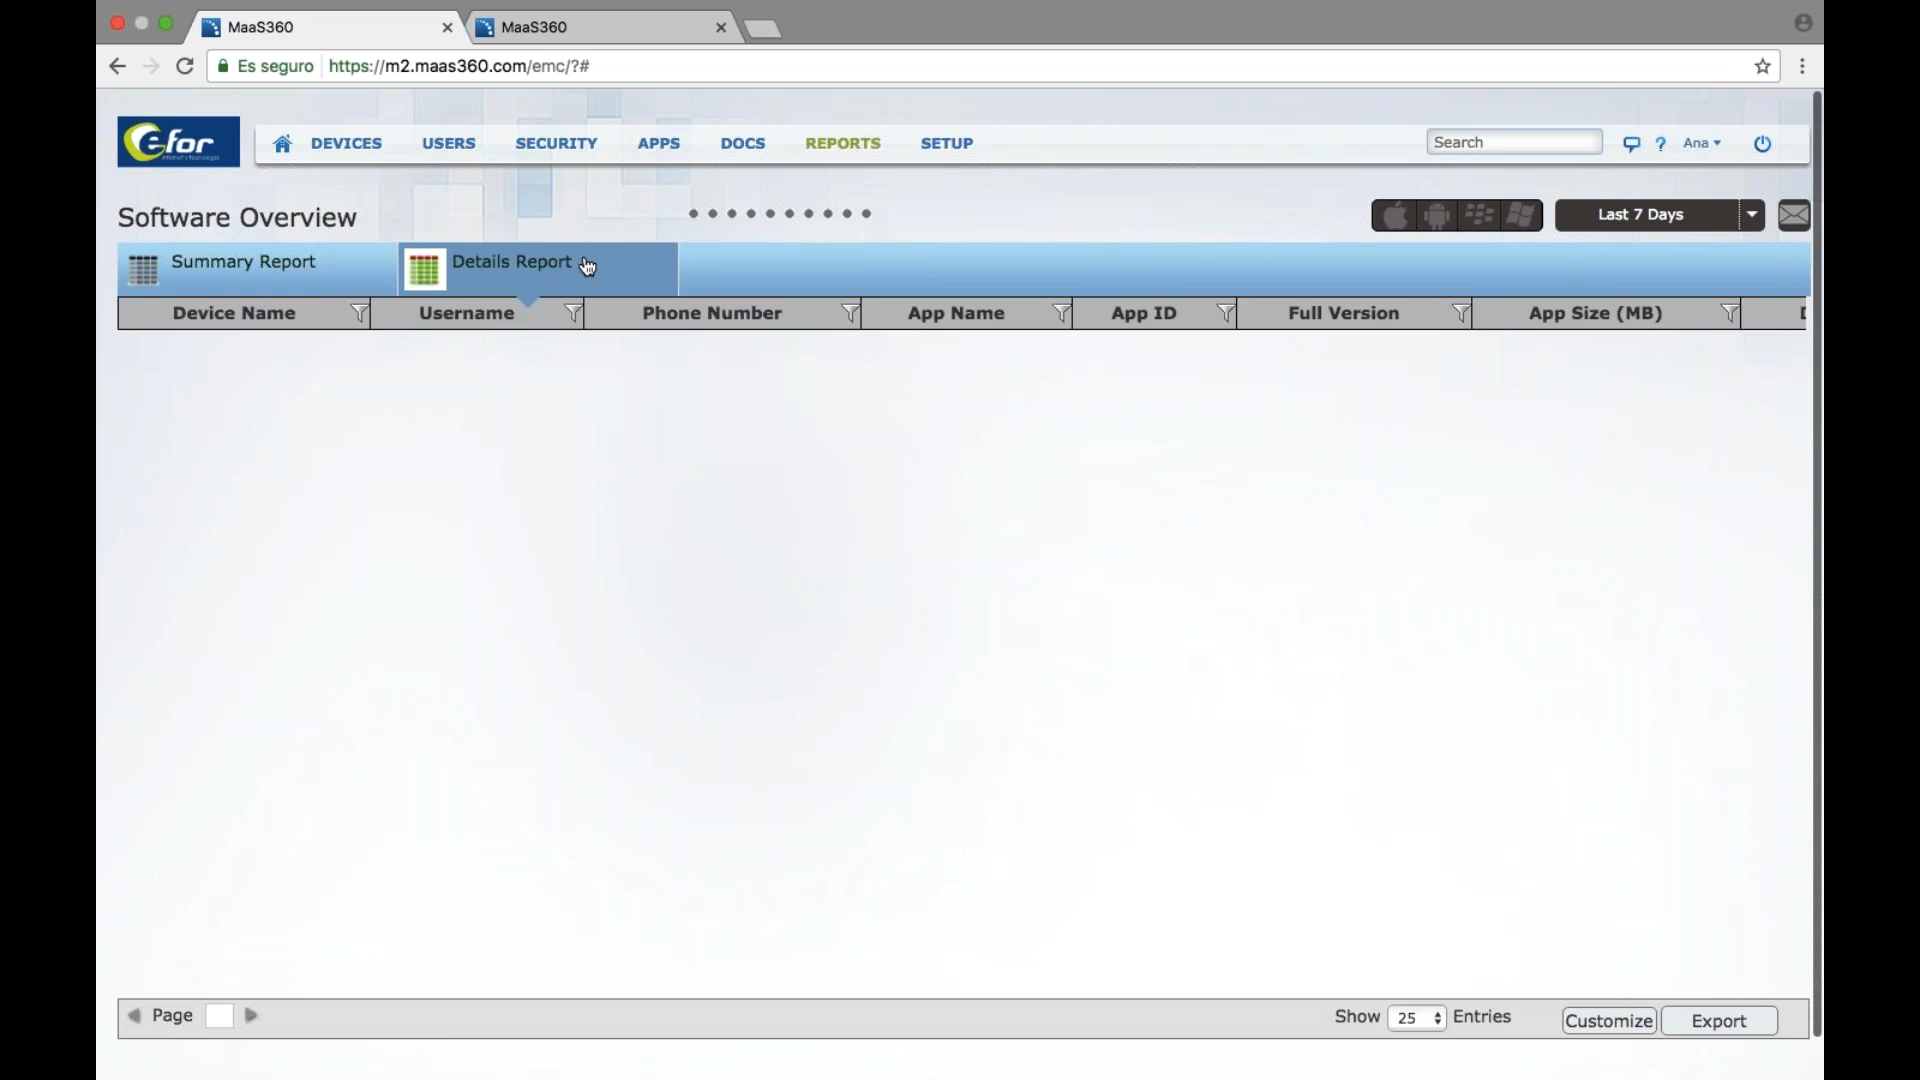 MaaS360
MaaS360
Es seguro https://m2.maas360.com/emc/?#
efor
DEVICES USERS SECURITY APPS DOCS REPORTS SETUP
Search ? Ana
Software Overview
Last 7 Days
Summary Report
Details Report
Device Name Username Phone Number App Name App ID Full Version App Size (MB)
Page
Show 25 Entries
Customize Export